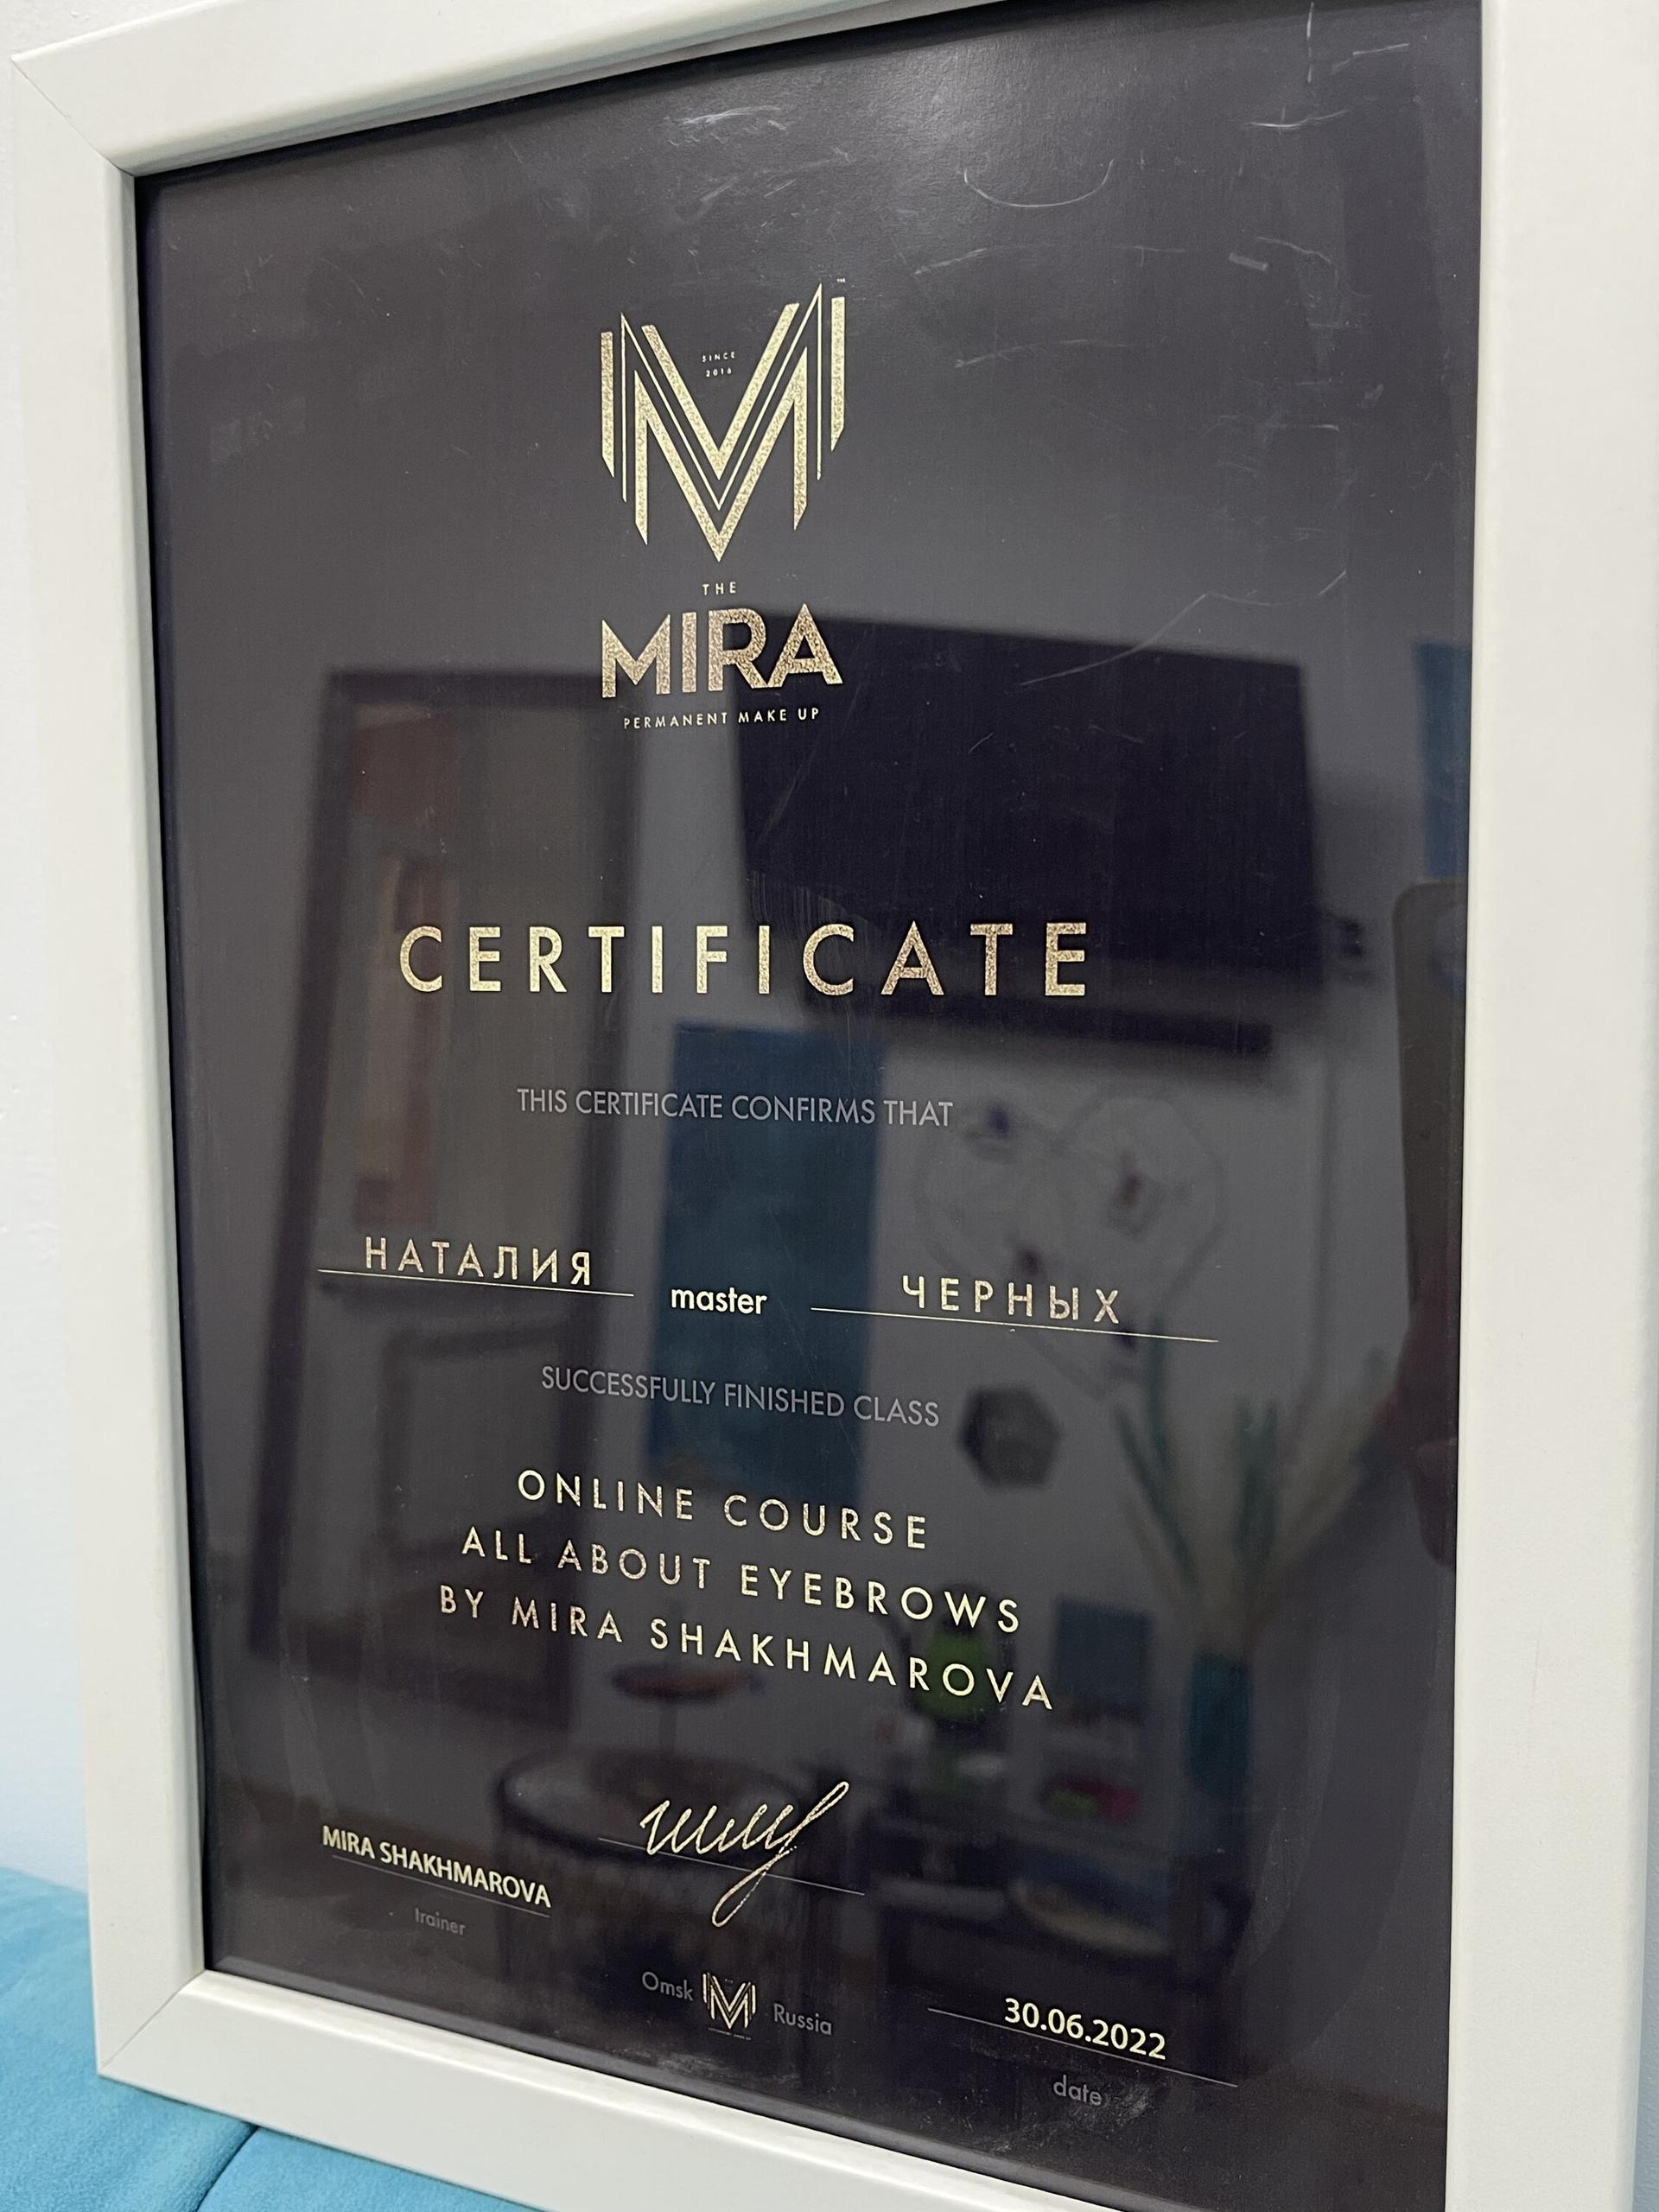 SINCE
2016
THE
MIRA
PERMANENT MAKE UP
CERTIFICATE
THIS CERTIFICATE CONFIRMS THAT
НАТАЛИЯ master ЧЕРНЫХ
SUCCESSFULLY FINISHED CLASS
ONLINE COURSE
ALL ABOUT EYEBROWS
BY MIRA SHAKHMAROVA
MIRA SHAKHMAROVA
trainer
Omsk M Russia
30.06.2022
date